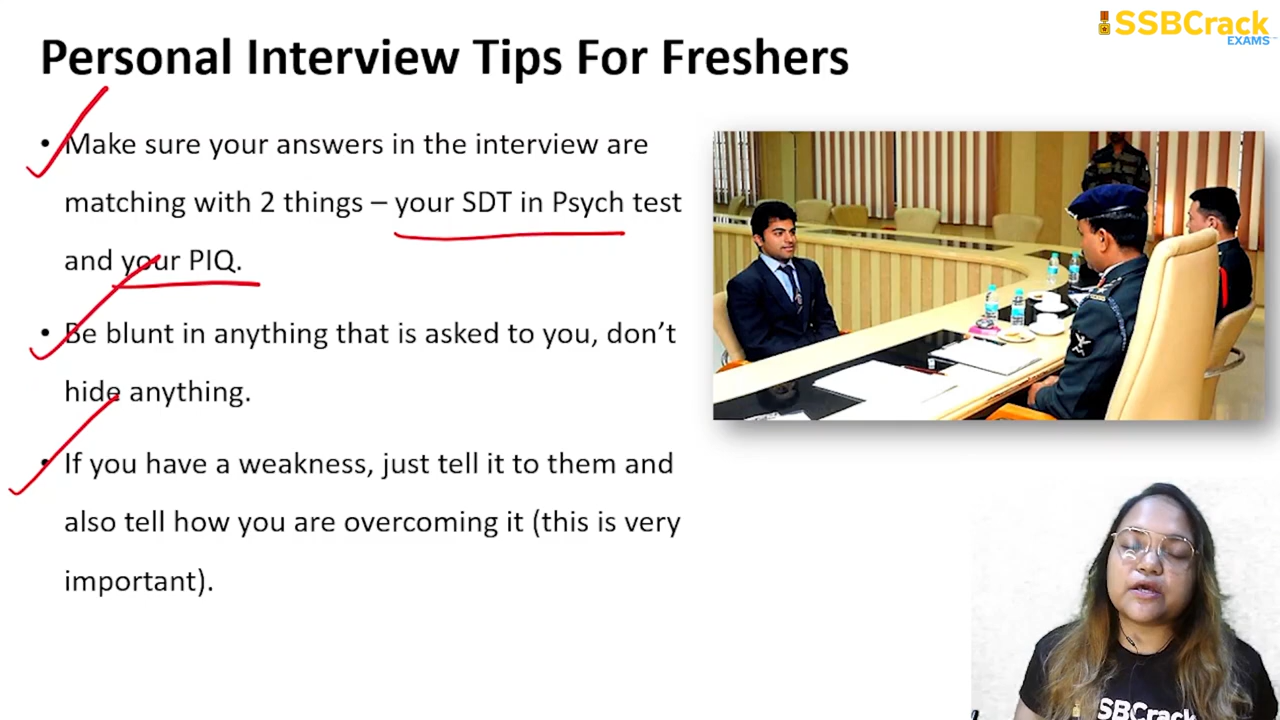 SSBCrack
EXAMS
Personal Interview Tips For Freshers
• Make sure your answers in the interview are
matching with 2 things – your SDT in Psych test
and your PIQ.
• Be blunt in anything that is asked to you, don’t
hide anything.
• If you have a weakness, just tell it to them and
also tell how you are overcoming it (this is very
important).
SSBCrack